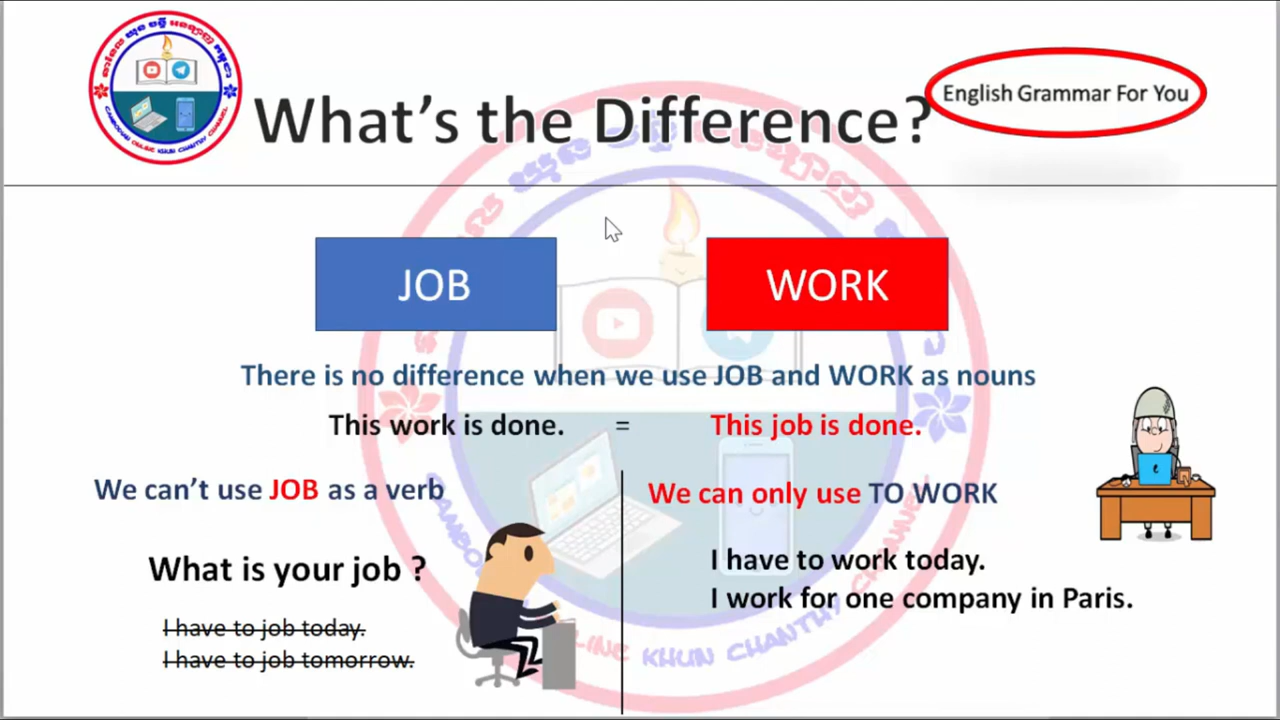 What's the Difference?
English Grammar For You
JOB
WORK
There is no difference when we use JOB and WORK as nouns
This work is done. = This job is done.
We can't use JOB as a verb
What is your job ?
I have to job today.
I have to job tomorrow.
We can only use TO WORK
I have to work today.
I work for one company in Paris.